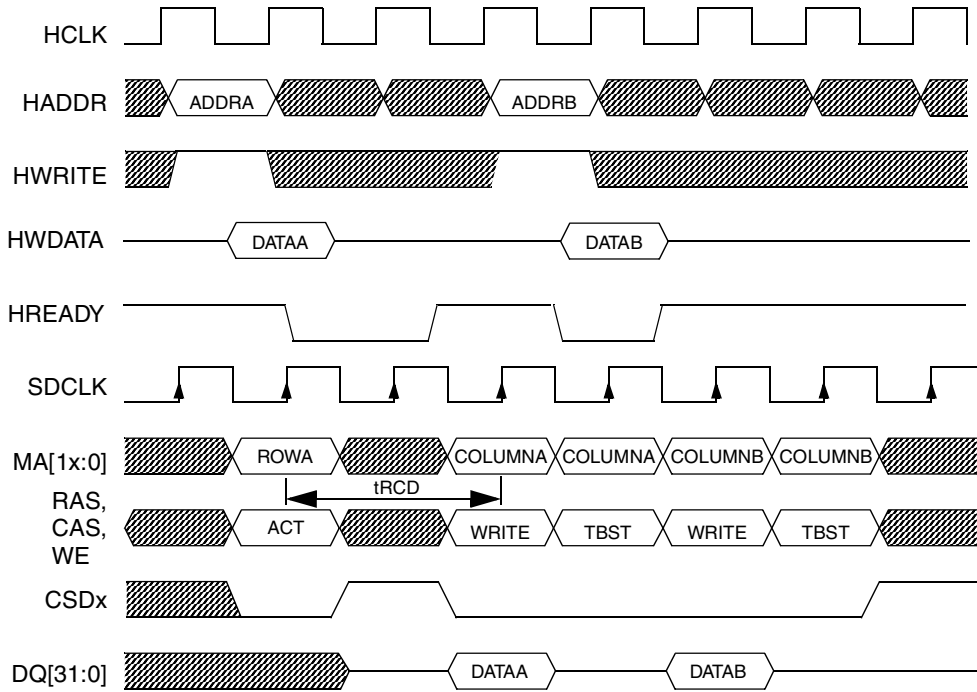 HCLK
HADDR ADDRA ADDRB
HWRITE
HWDATA DATAA DATAB
HREADY
SDCLK
MA[1x:0] ROWA COLUMNA COLUMNA COLUMNB COLUMNB
tRCD
RAS,
CAS, ACT WRITE TBST WRITE TBST
WE
CSDx
DQ[31:0] DATAA DATAB